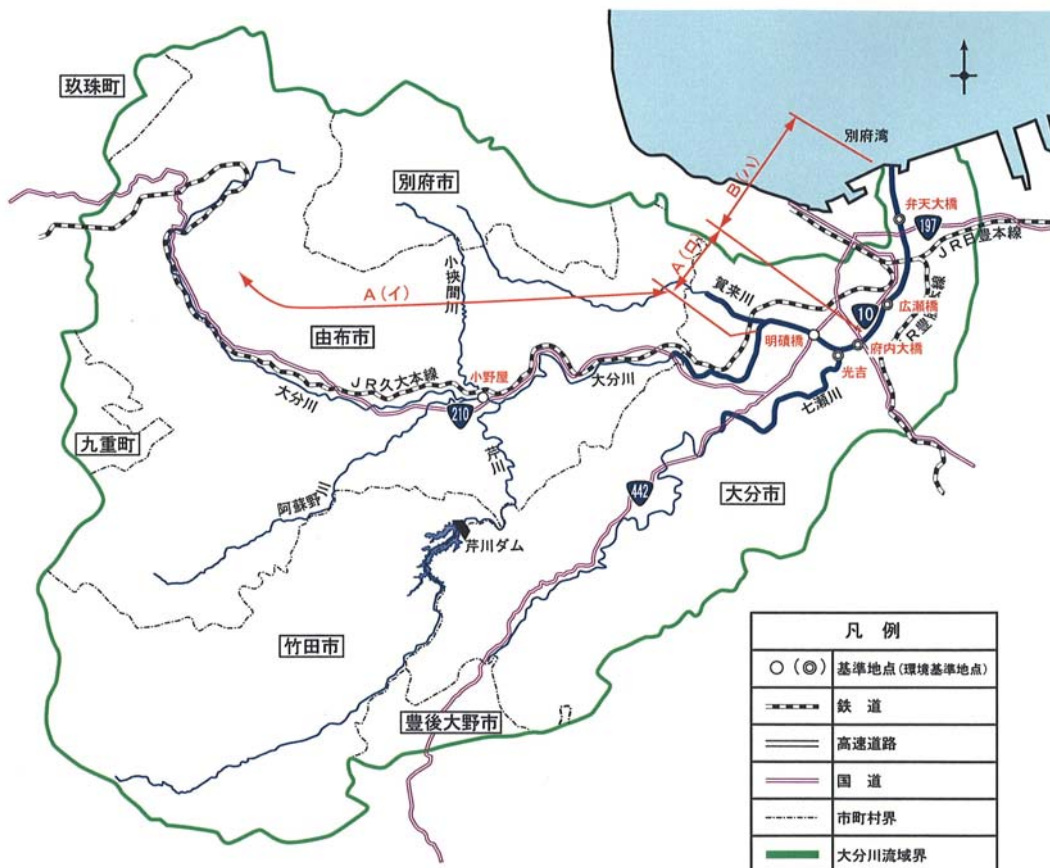 玖珠町
別府市
別府湾
B(ハ)
A(ロ)
A(イ)
弁天大橋
197
JR日豊本線
小挾間川
賀来川
10
広瀬橋
由布市
明磧橋
府内大橋
光吉
小野屋
JR久大本線
大分川
大分川
七瀬川
210
九重町
芹川
大分市
442
阿蘇野川
芹川ダム
竹田市
豊後大野市
凡 例
○(◎) 基準地点(環境基準地点)
鉄 道
高速道路
国 道
市町村界
大分川流域界